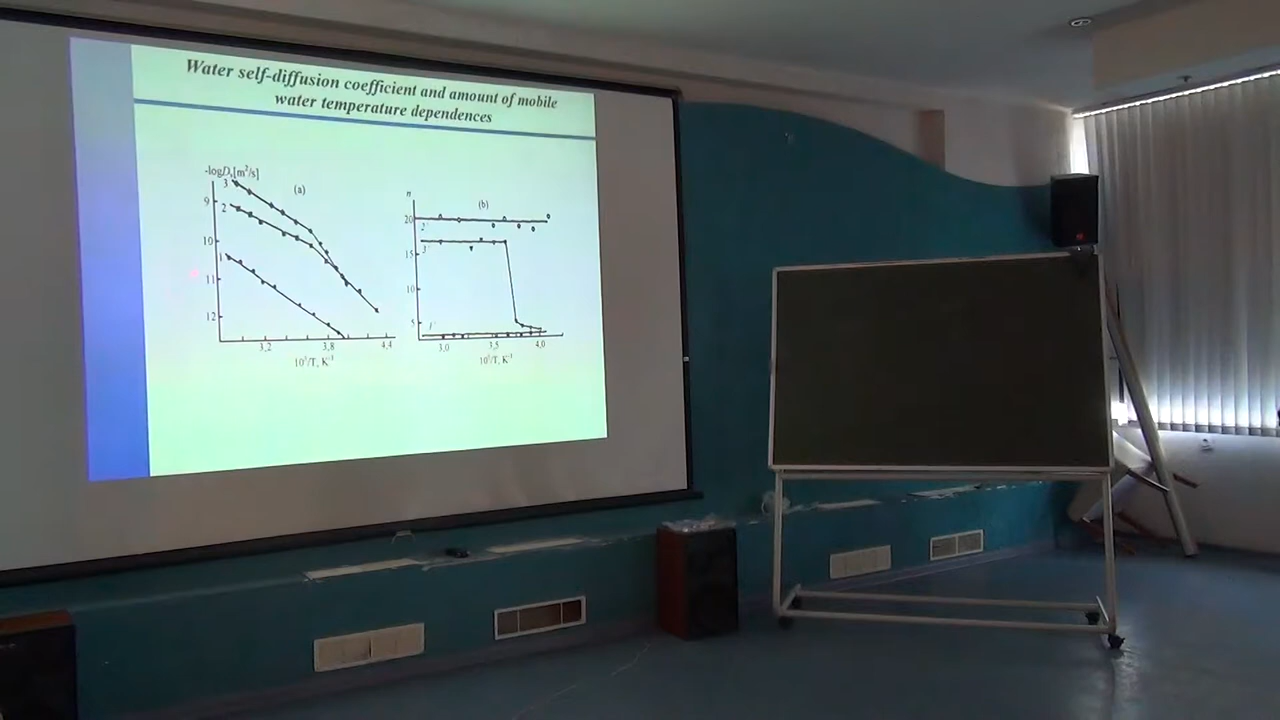 Water self-diffusion coefficient and amount of mobile
water temperature dependences
-logD,[m²/s]
(a)
3
9
2
10
1
11
12
3,2
3,8
4,4
10³/T, K⁻¹
n
(b)
20
2'
3'
15
10
5
1'
3,0
3,5
4,0
10³/T, K⁻¹